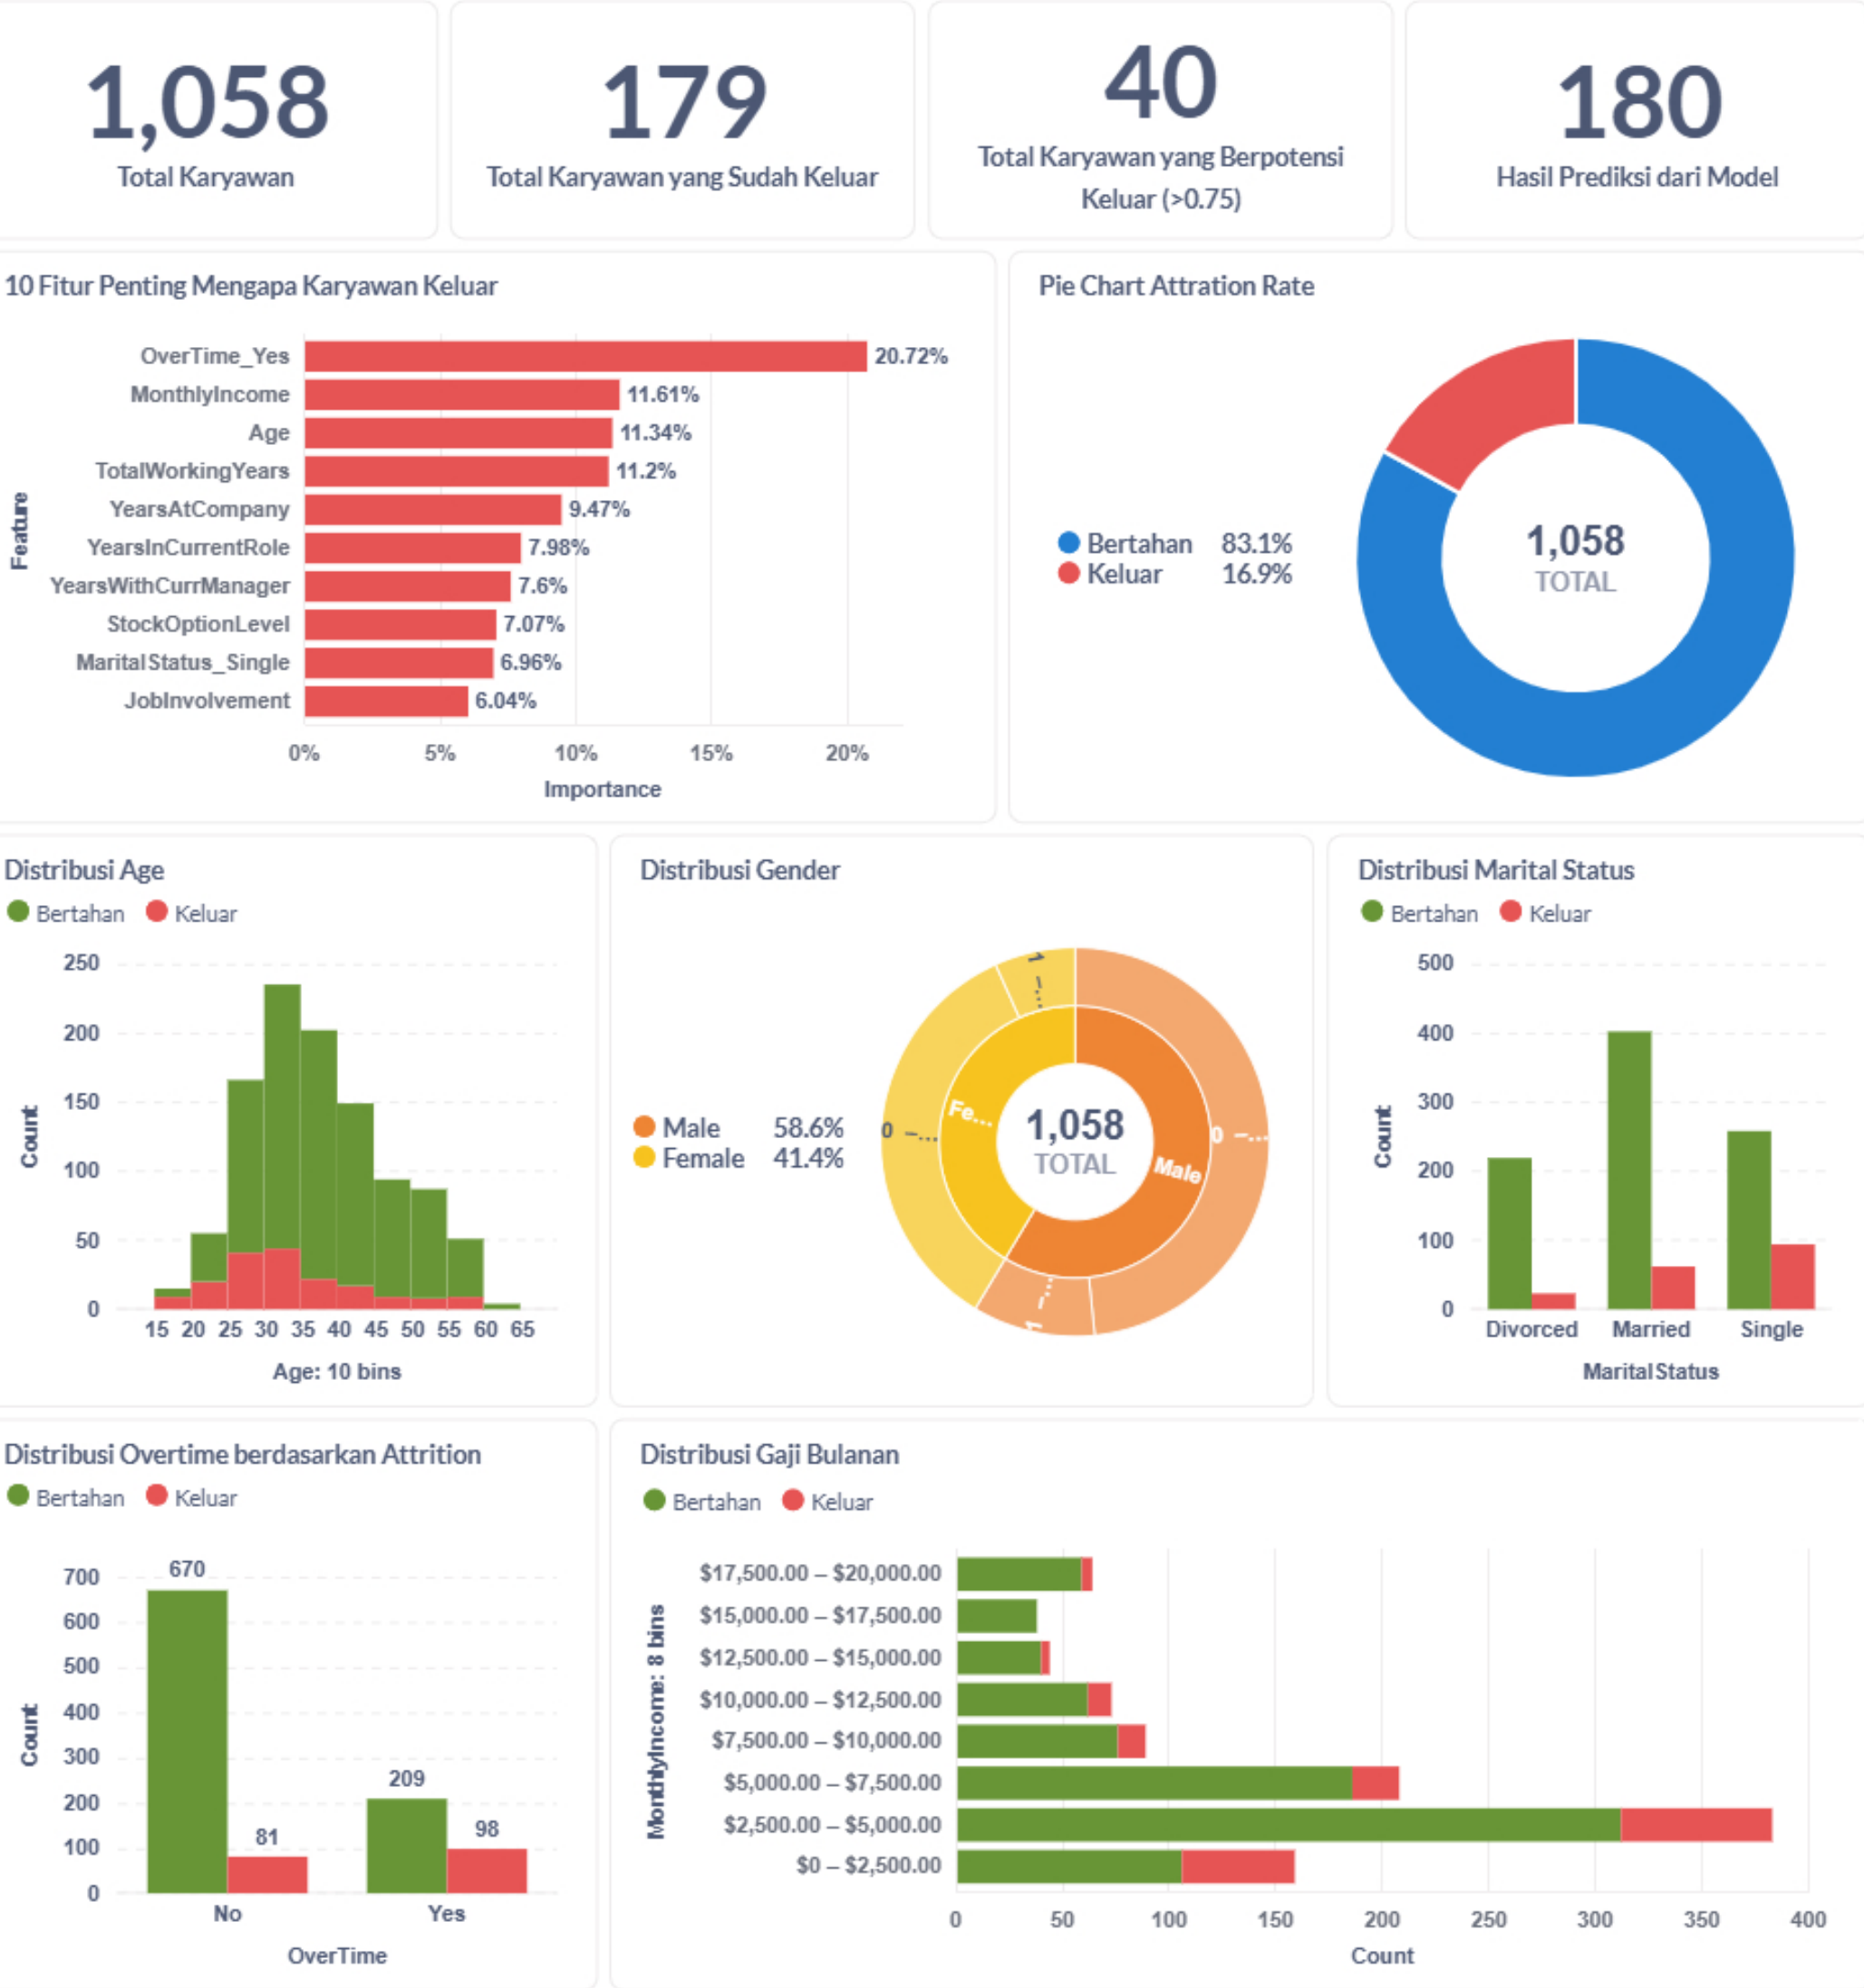 1,058
Total Karyawan
179
Total Karyawan yang Sudah Keluar
40
Total Karyawan yang Berpotensi
Keluar (>0.75)
180
Hasil Prediksi dari Model
10 Fitur Penting Mengapa Karyawan Keluar
Feature
OverTime_Yes 20.72%
MonthlyIncome 11.61%
Age 11.34%
TotalWorkingYears 11.2%
YearsAtCompany 9.47%
YearsInCurrentRole 7.98%
YearsWithCurrManager 7.6%
StockOptionLevel 7.07%
MaritalStatus_Single 6.96%
JobInvolvement 6.04%
0% 5% 10% 15% 20%
Importance
Pie Chart Attration Rate
Bertahan 83.1%
Keluar 16.9%
1,058
TOTAL
Distribusi Age
Bertahan Keluar
Count
250
200
150
100
50
0
15 20 25 30 35 40 45 50 55 60 65
Age: 10 bins
Distribusi Gender
Male 58.6%
Female 41.4%
1,058
TOTAL
Fe...
Male
0 –...
0 –...
1 –...
1 –...
Distribusi Marital Status
Bertahan Keluar
Count
500
400
300
200
100
0
Divorced Married Single
MaritalStatus
Distribusi Overtime berdasarkan Attrition
Bertahan Keluar
Count
700
600
500
400
300
200
100
0
670
81
209
98
No Yes
OverTime
Distribusi Gaji Bulanan
Bertahan Keluar
MonthlyIncome: 8 bins
$17,500.00 – $20,000.00
$15,000.00 – $17,500.00
$12,500.00 – $15,000.00
$10,000.00 – $12,500.00
$7,500.00 – $10,000.00
$5,000.00 – $7,500.00
$2,500.00 – $5,000.00
$0 – $2,500.00
0 50 100 150 200 250 300 350 400
Count